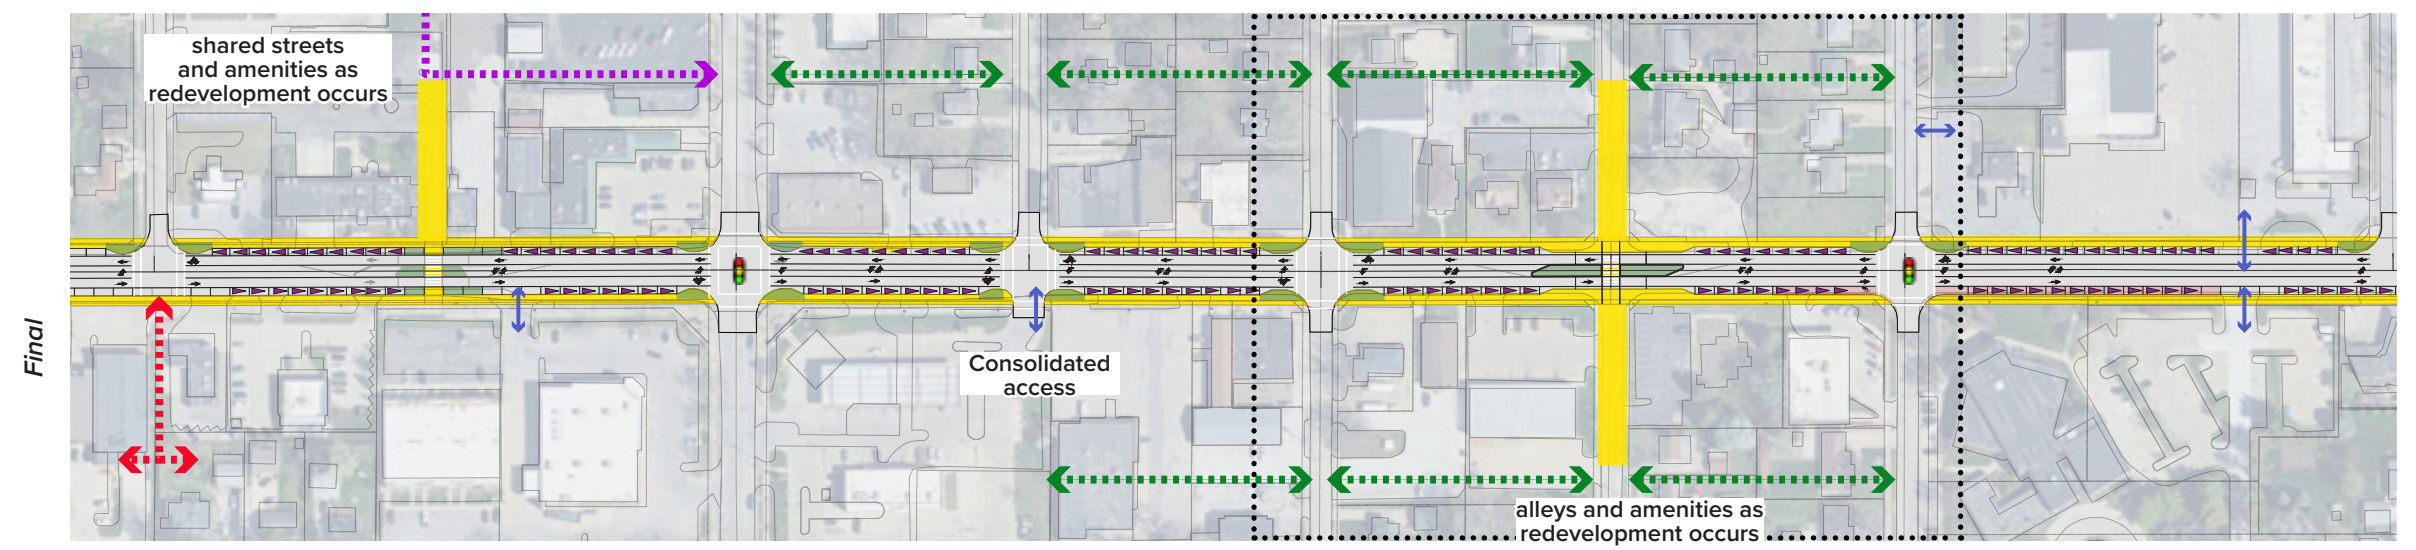 shared streets
and amenities as
redevelopment occurs
Final
Consolidated
access
alleys and amenities as
redevelopment occurs